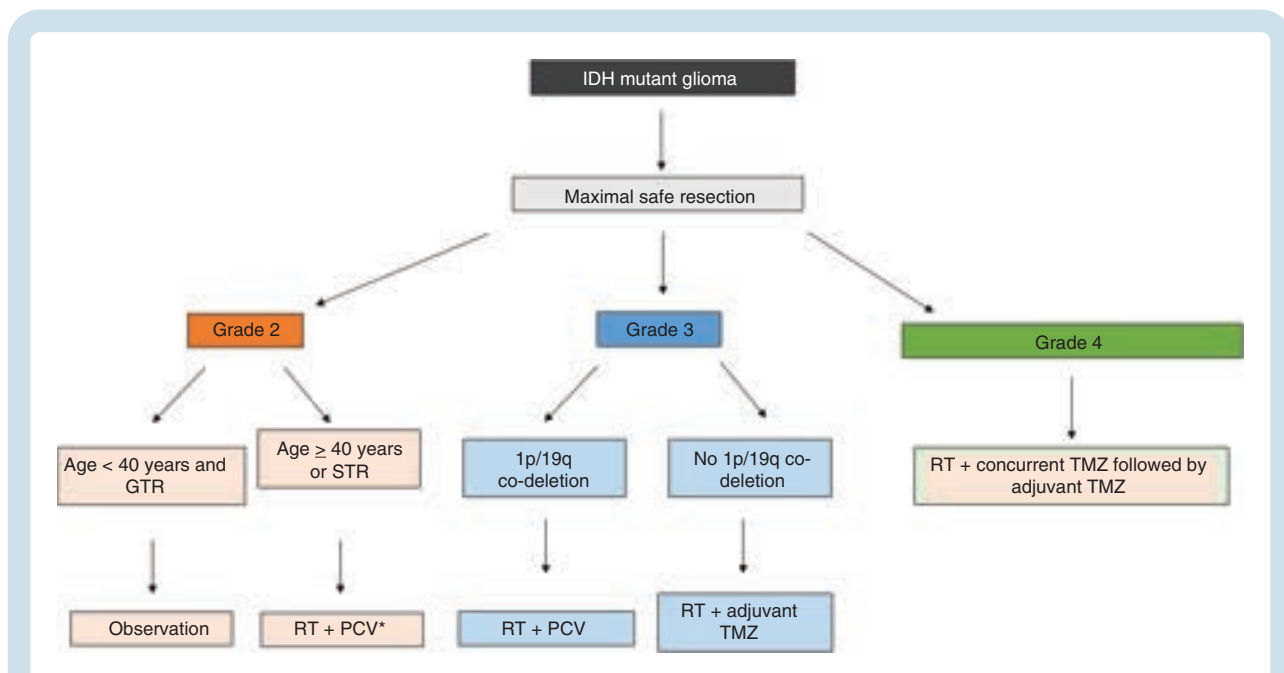 IDH mutant glioma
Maximal safe resection
Grade 2
Grade 3
Grade 4
Age < 40 years and
GTR
Age ≥ 40 years
or STR
1p/19q
co-deletion
No 1p/19q co-
deletion
RT + concurrent TMZ followed by
adjuvant TMZ
Observation
RT + PCV*
RT + PCV
RT + adjuvant
TMZ